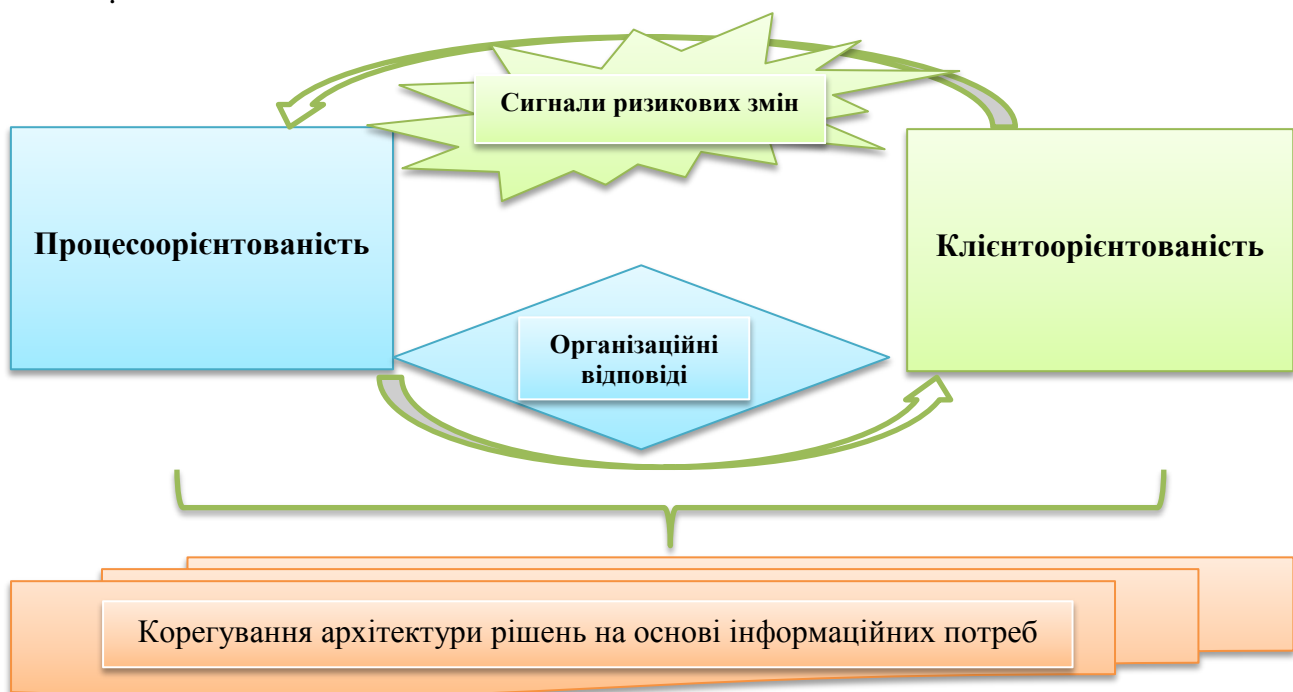 Сигнали ризикових змін
Процесоорієнтованість
Клієнтоорієнтованість
Організаційні
відповіді
Корегування архітектури рішень на основі інформаційних потреб